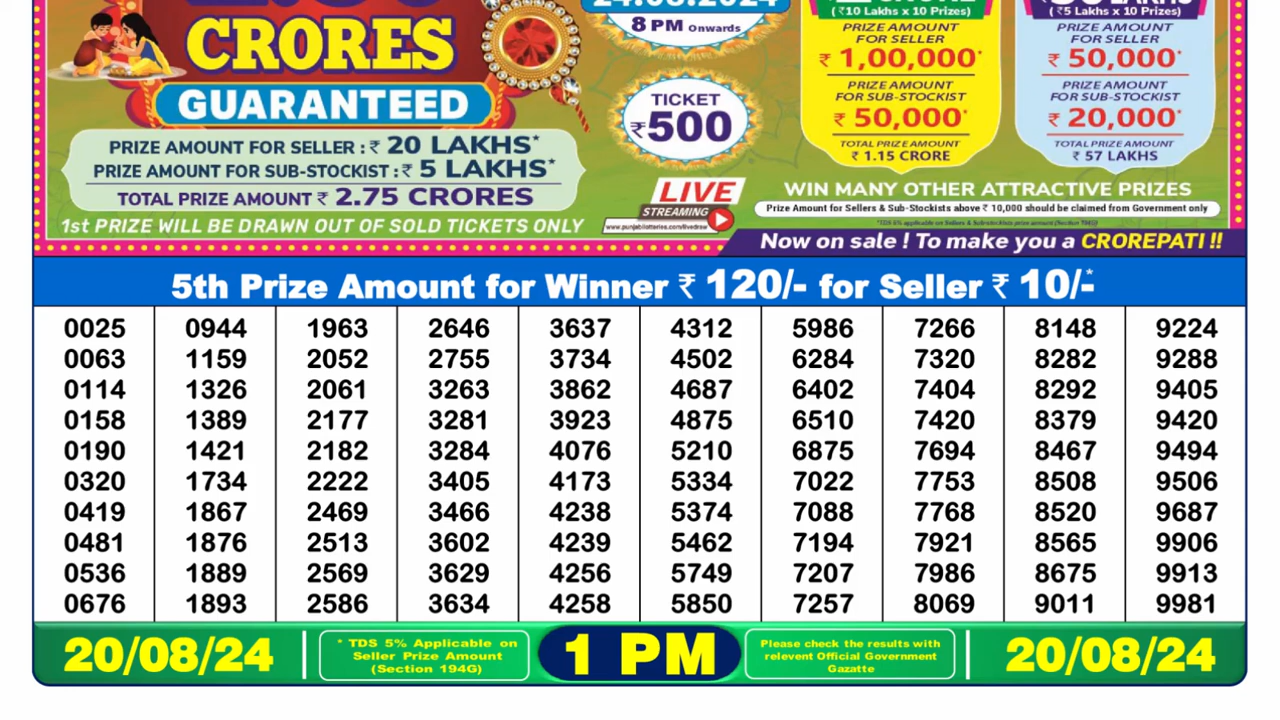 CRORES
GUARANTEED
PRIZE AMOUNT FOR SELLER : ₹ 20 LAKHS*
PRIZE AMOUNT FOR SUB-STOCKIST : ₹ 5 LAKHS*
TOTAL PRIZE AMOUNT ₹ 2.75 CRORES
1st PRIZE WILL BE DRAWN OUT OF SOLD TICKETS ONLY
24.08.2024
8 PM Onwards
TICKET
₹500
LIVE
STREAMING
www.punjablotteries.com/livedraw
(₹10 Lakhs x 10 Prizes)
PRIZE AMOUNT
FOR SELLER
₹ 1,00,000*
PRIZE AMOUNT
FOR SUB-STOCKIST
₹ 50,000*
TOTAL PRIZE AMOUNT
₹ 1.15 CRORE
(₹5 Lakhs x 10 Prizes)
PRIZE AMOUNT
FOR SELLER
₹ 50,000*
PRIZE AMOUNT
FOR SUB-STOCKIST
₹ 20,000*
TOTAL PRIZE AMOUNT
₹ 57 LAKHS
WIN MANY OTHER ATTRACTIVE PRIZES
Prize Amount for Sellers & Sub-Stockists above ₹ 10,000 should be claimed from Government only
Now on sale ! To make you a CROREPATI !!
5th Prize Amount for Winner ₹ 120/- for Seller ₹ 10/-*
0025 0944 1963 2646 3637 4312 5986 7266 8148 9224
0063 1159 2052 2755 3734 4502 6284 7320 8282 9288
0114 1326 2061 3263 3862 4687 6402 7404 8292 9405
0158 1389 2177 3281 3923 4875 6510 7420 8379 9420
0190 1421 2182 3284 4076 5210 6875 7694 8467 9494
0320 1734 2222 3405 4173 5334 7022 7753 8508 9506
0419 1867 2469 3466 4238 5374 7088 7768 8520 9687
0481 1876 2513 3602 4239 5462 7194 7921 8565 9906
0536 1889 2569 3629 4256 5749 7207 7986 8675 9913
0676 1893 2586 3634 4258 5850 7257 8069 9011 9981
20/08/24
* TDS 5% Applicable on
Seller Prize Amount
(Section 194G)
1 PM
Please check the results with
relevent Official Government
Gazatte
20/08/24